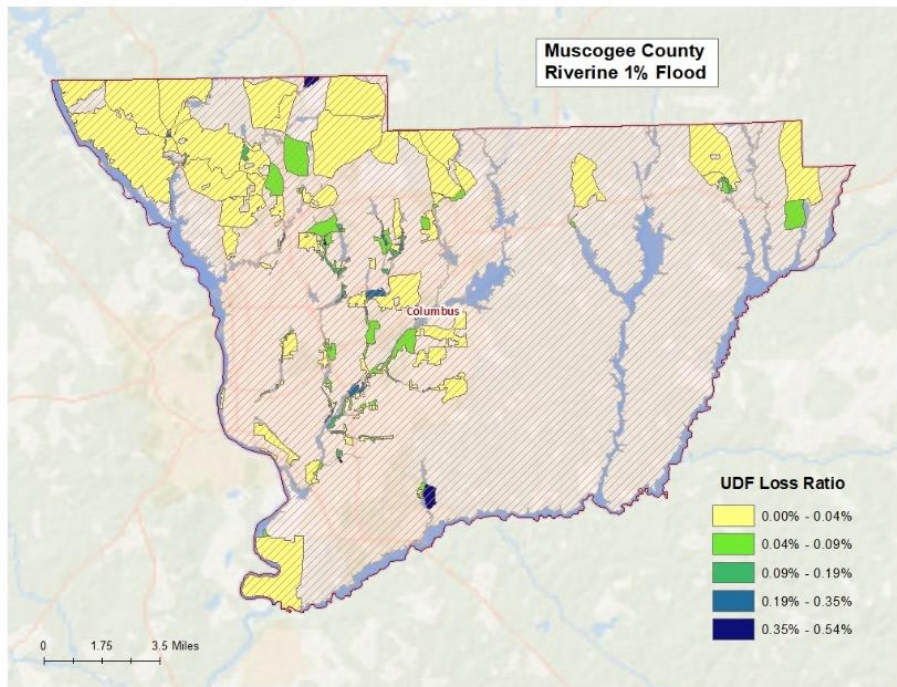 Muscogee County
Riverine 1% Flood
Columbus
UDF Loss Ratio
0.00% - 0.04%
0.04% - 0.09%
0.09% - 0.19%
0.19% - 0.35%
0.35% - 0.54%
0 1.75 3.5 Miles